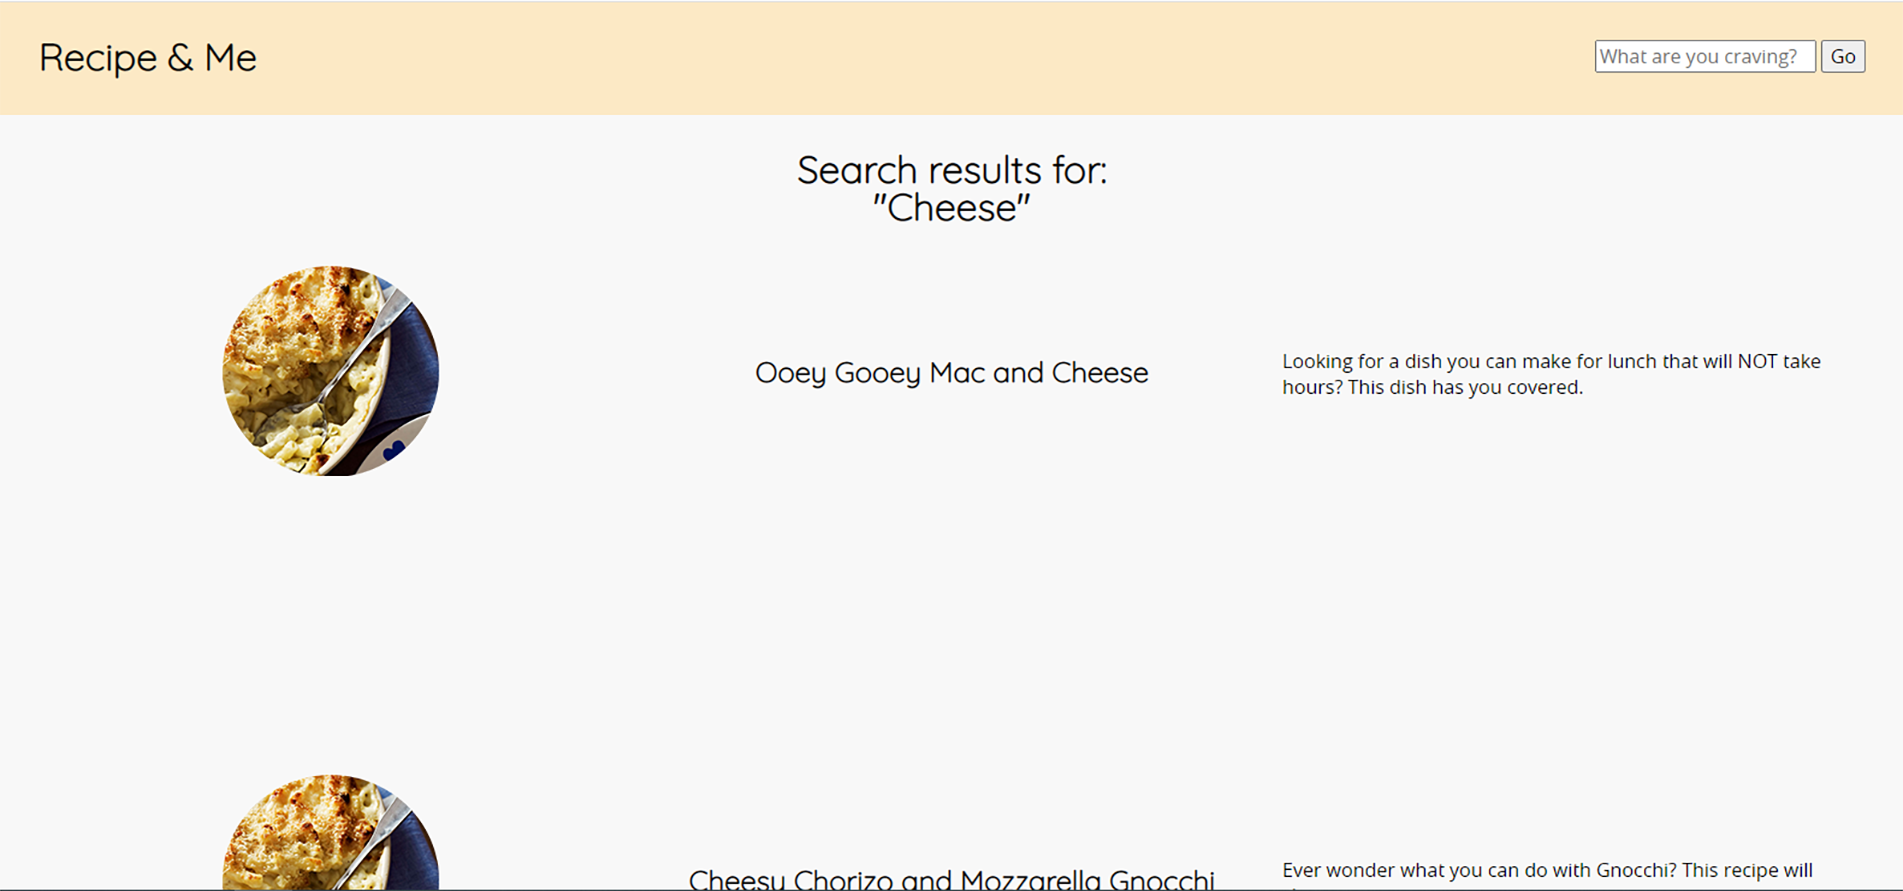 Recipe & Me
What are you craving? Go
Search results for:
"Cheese"
Ooey Gooey Mac and Cheese
Looking for a dish you can make for lunch that will NOT take
hours? This dish has you covered.
Cheesy Chorizo and Mozzarella Gnocchi
Ever wonder what you can do with Gnocchi? This recipe will